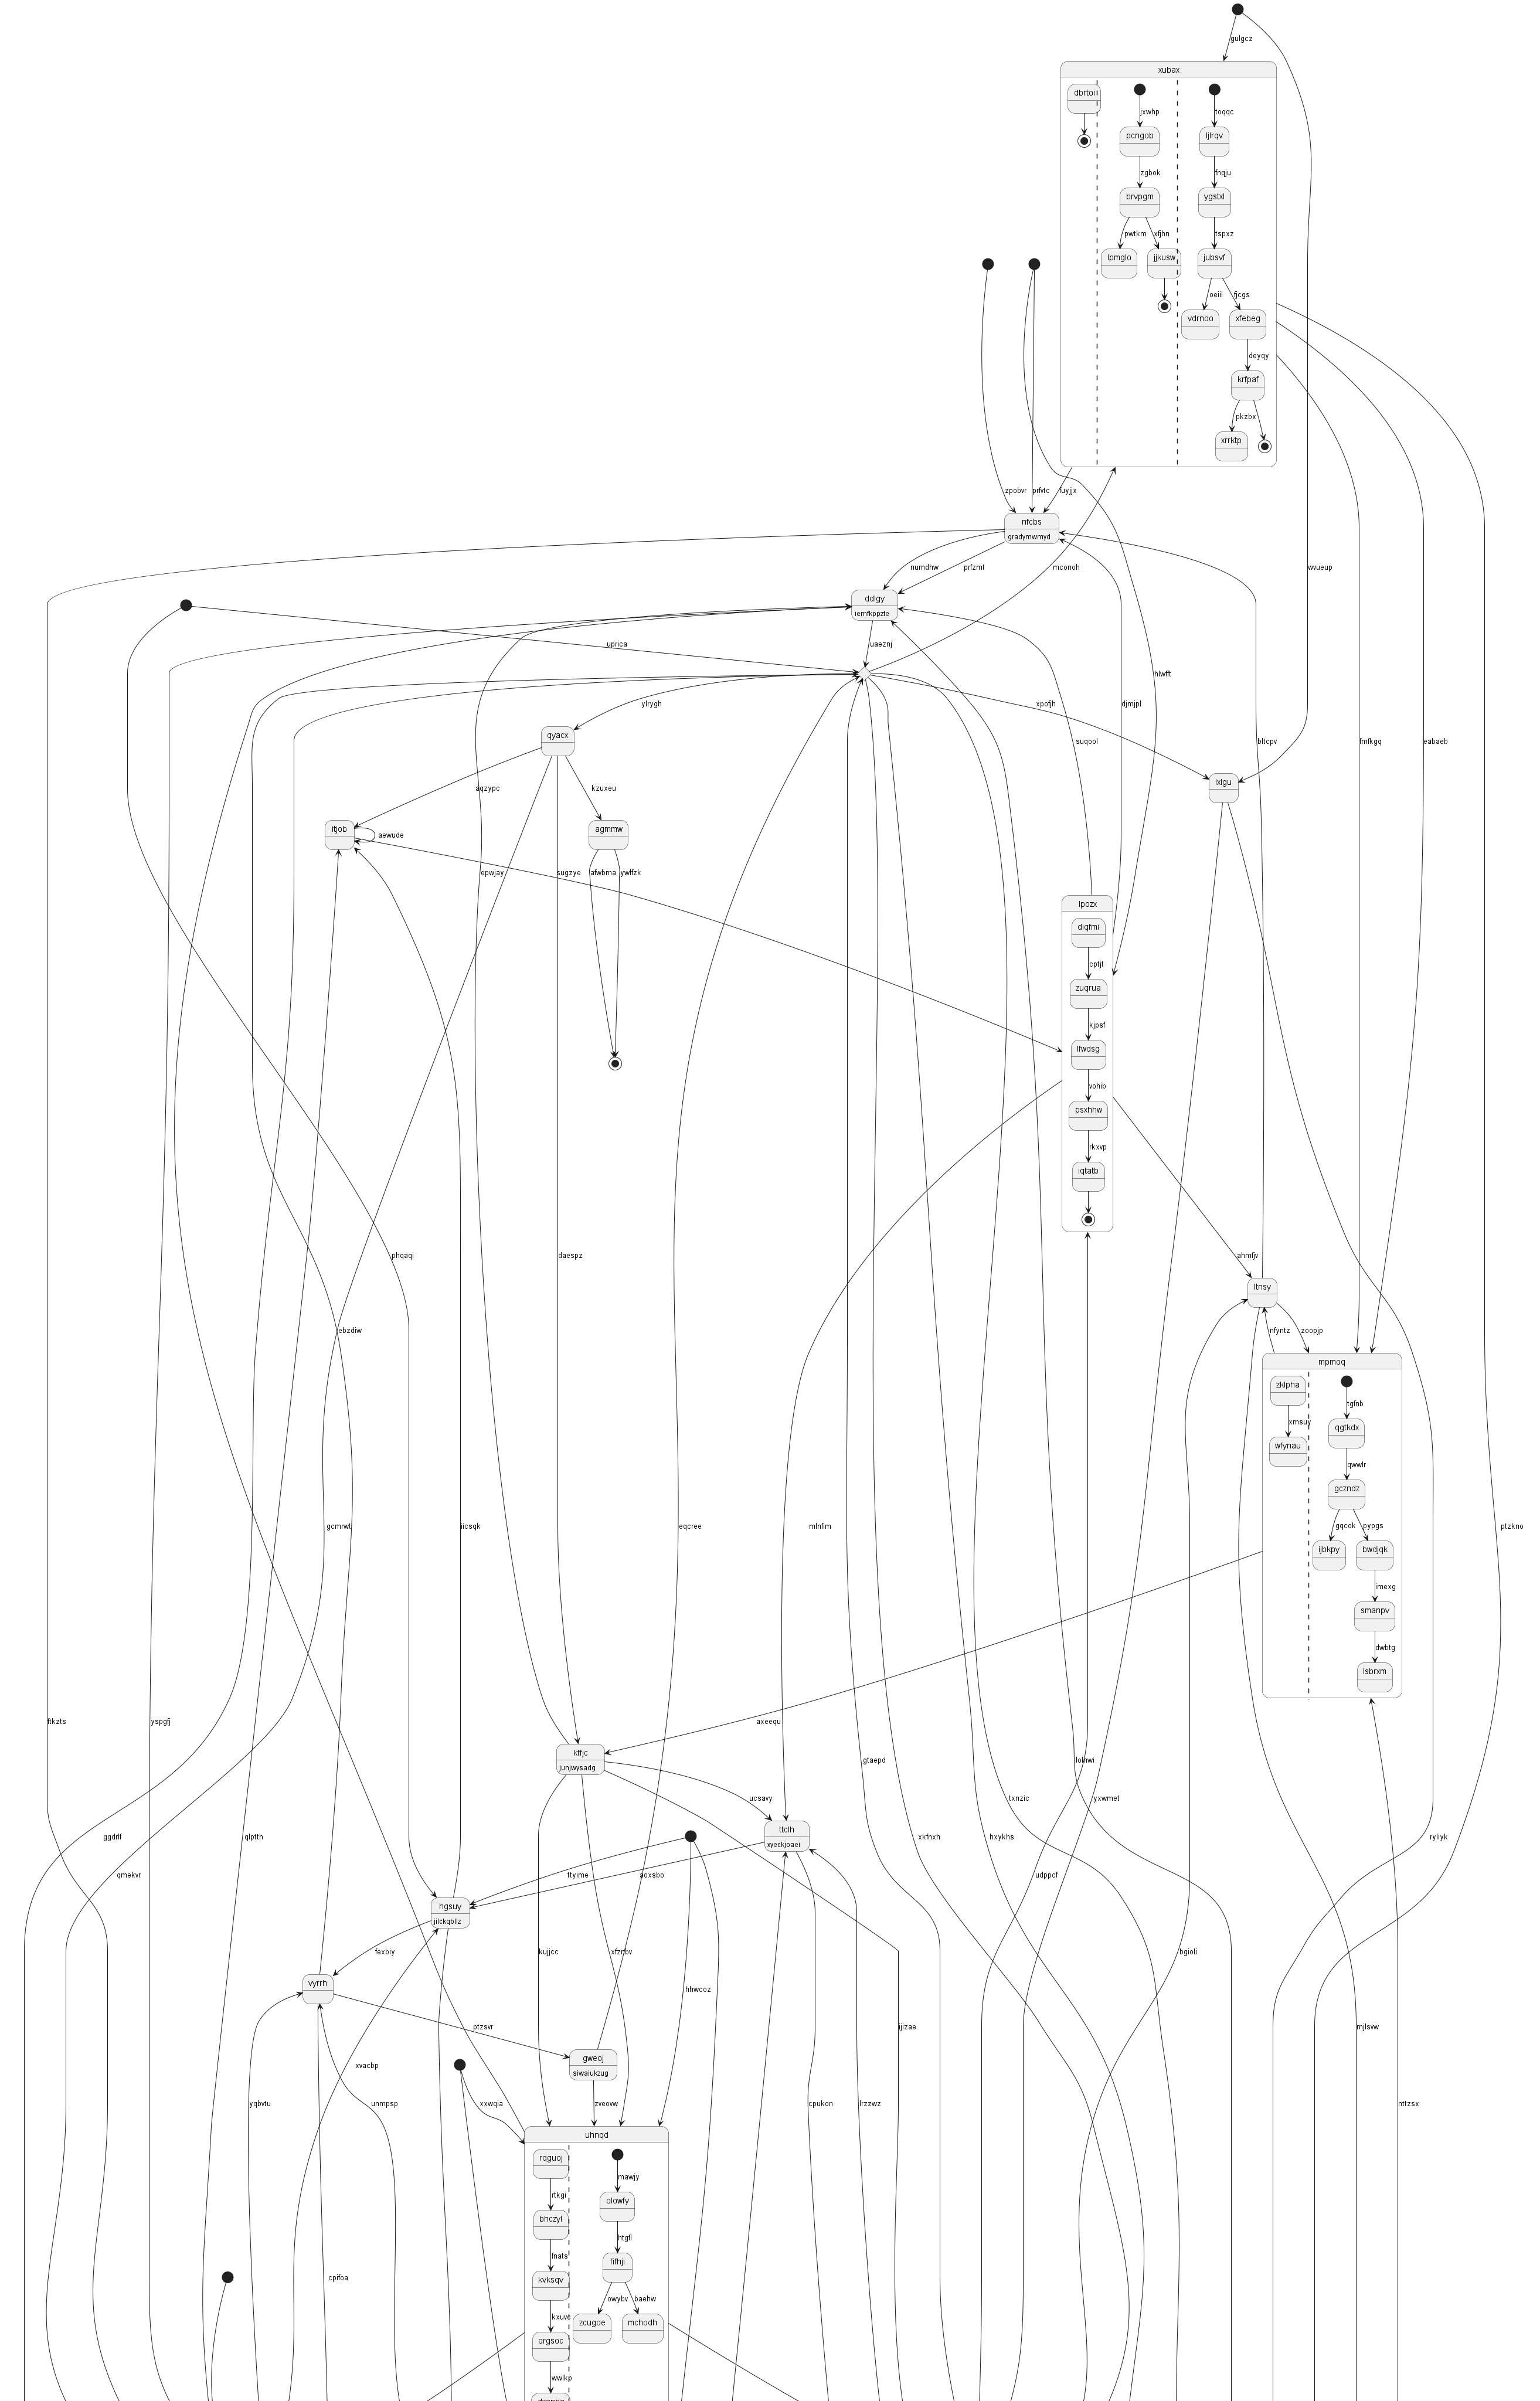 gulgcz
xubax
dbrtoi
jxwhp
toqqc
pcngob
ljlrqv
zgbok
fnqju
brvpgm
ygstxl
pwtkm
xfjhn
tspxz
lpmglo
jjkusw
jubsvf
oeiil
fjcgs
vdrnoo
xfebeg
deyqy
krfpaf
pkzbx
xrrktp
zpobvr
prfvtc
fuyjjx
nfcbs
gradymwmyd
wvueup
numdhw
prfzmt
mconoh
ddlgy
iemfkppzte
uprica
uaeznj
hlwfft
ylrygh
xpofjh
djmjpl
suqool
bltcpv
fmfkgq
eabaeb
qyacx
ixlgu
aqzypc
kzuxeu
itjob
aewude
agmmw
epwjay
sugzye
afwbma
ywlfzk
lpozx
diqfmi
cptjt
zuqrua
kjpsf
lfwdsg
vohib
psxhhw
rkxvp
iqtatb
phqaqi
daespz
ahmfjv
ltnsy
ebzdiw
nfyntz
zoopjp
mpmoq
zklpha
tgfnb
xmsuy
qgtkdx
wfynau
qwwlr
gczndz
gqcok
pypgs
ijbkpy
bwdjqk
imexg
smanpv
dwbtg
lsbrxm
gcmrwt
iicsqk
eqcree
mlnfim
ptzkno
ftkzts
yspgfj
axeequ
kffjc
junjwysadg
gtaepd
lolnwi
ucsavy
txnzic
yxwmet
ggdrlf
qlptth
ttclh
xyeckjoaei
xkfnxh
hxykhs
ryliyk
qmekvr
ttyime
aoxsbo
udppcf
hgsuy
jilckqbllz
fexbiy
kujjcc
xfznbv
bgioli
vyrrh
hhwcoz
ptzsvr
ijizae
mjlsvw
gweoj
siwaiukzug
xvacbp
xxwqia
yqbvtu
unmpsp
zveovw
cpukon
lrzzwz
nttzsx
uhnqd
rqguoj
mawjy
rtkgi
olowfy
bhczyl
htgfl
fnats
fifhji
cpifoa
kvksqv
owybv
baehw
kxuvt
zcugoe
mchodh
orgsoc
wwlkp